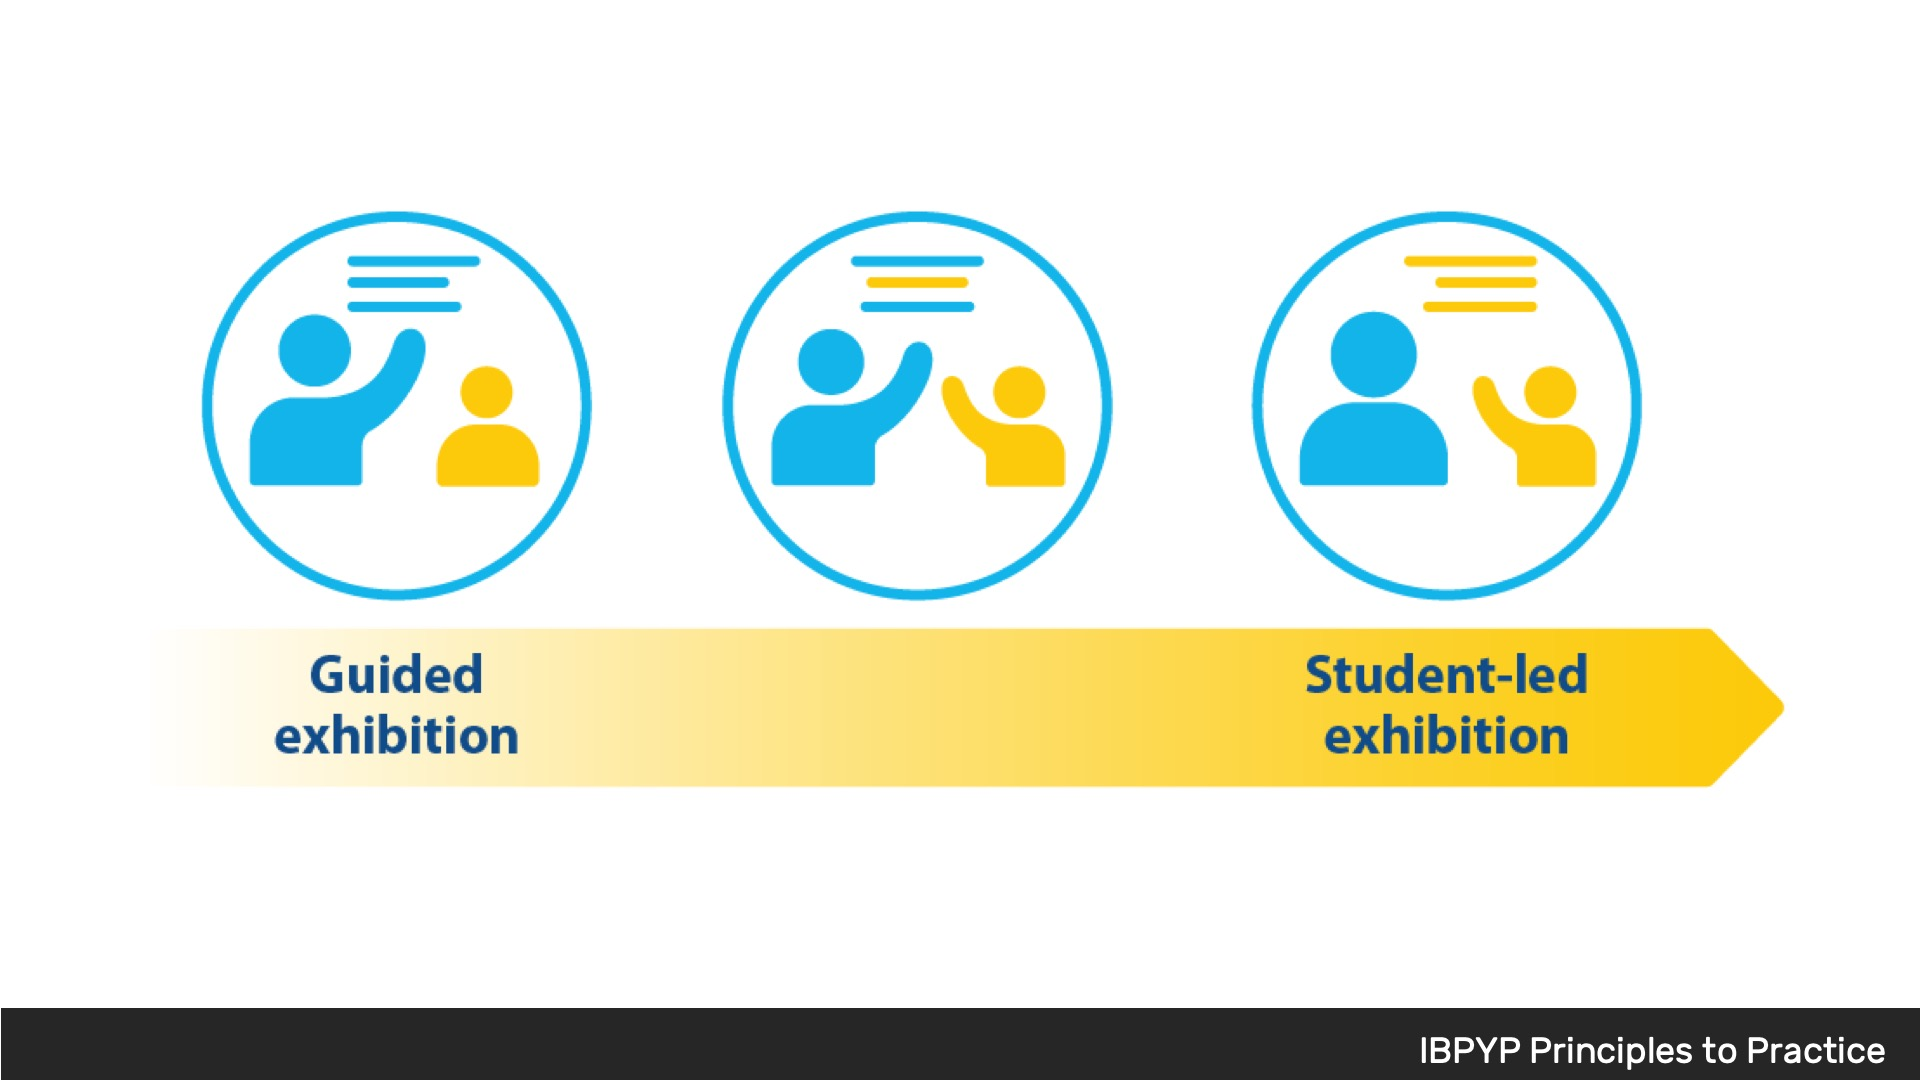 Guided
exhibition
Student-led
exhibition
IBPYP Principles to Practice